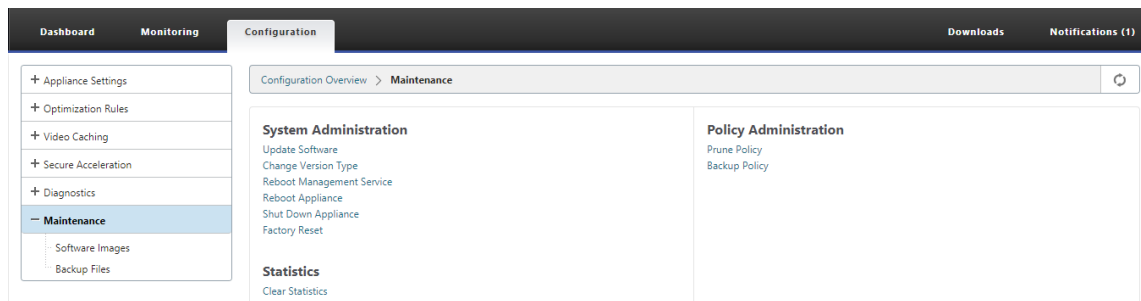 Dashboard Monitoring Configuration Downloads Notifications (1)
+ Appliance Settings
+ Optimization Rules
+ Video Caching
+ Secure Acceleration
+ Diagnostics
− Maintenance
Software Images
Backup Files
Configuration Overview > Maintenance
System Administration
Update Software
Change Version Type
Reboot Management Service
Reboot Appliance
Shut Down Appliance
Factory Reset
Statistics
Clear Statistics
Policy Administration
Prune Policy
Backup Policy